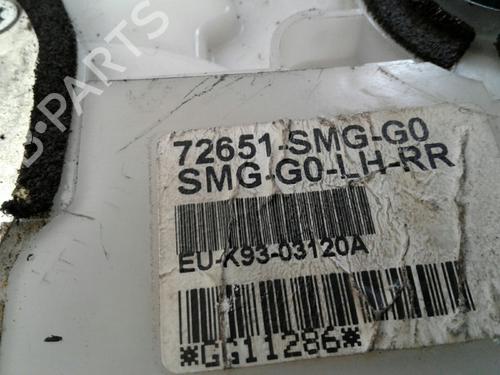 B-PARTS
72651-SMG-G0
SMG-G0-LH-RR
EU-K93-03120A
*GG11286*